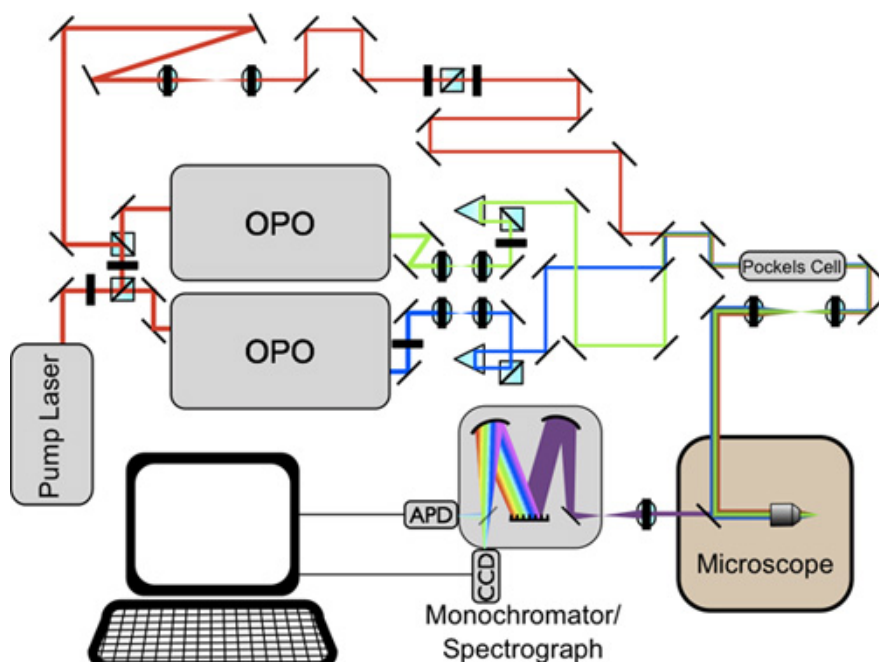 OPO
Pockels Cell
OPO
Pump Laser
APD
CCD
Microscope
Monochromator/
Spectrograph